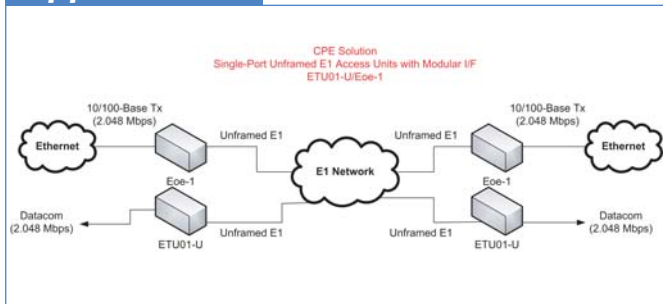 CPE Solution
Single-Port Unframed E1 Access Units with Modular I/F
ETU01-U/Eoe-1
10/100-Base Tx
(2.048 Mbps)
10/100-Base Tx
(2.048 Mbps)
Ethernet
Unframed E1
Unframed E1
Ethernet
E1 Network
Eoe-1
Eoe-1
Datacom
(2.048 Mbps)
Unframed E1
Unframed E1
Datacom
(2.048 Mbps)
ETU01-U
ETU01-U